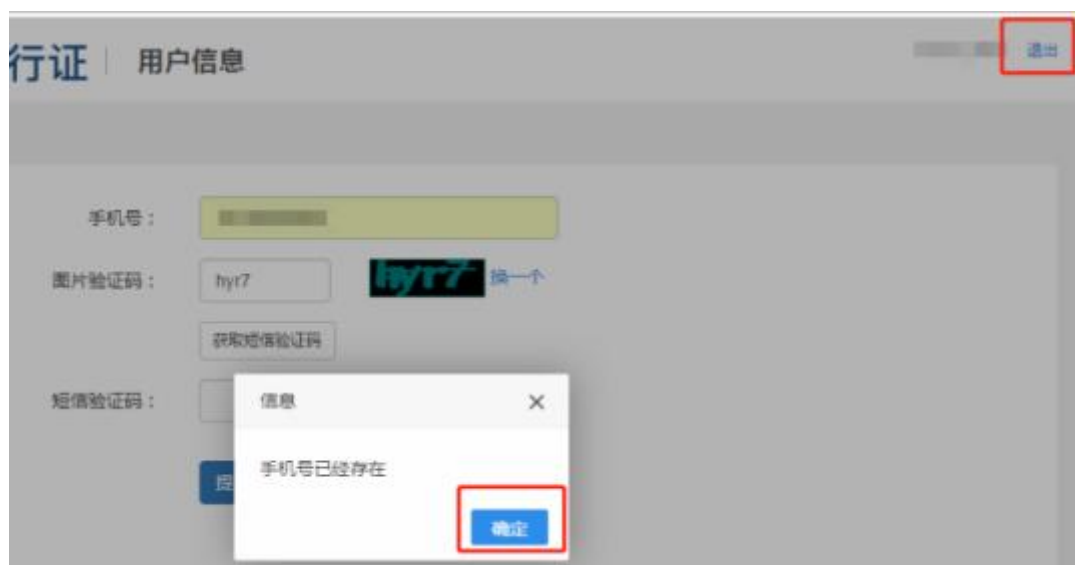 行证 用户信息 退出
手机号：
图片验证码： hyr7 hyr7 换一个
获取短信验证码
短信验证码：
信息
手机号已经存在
提
确定